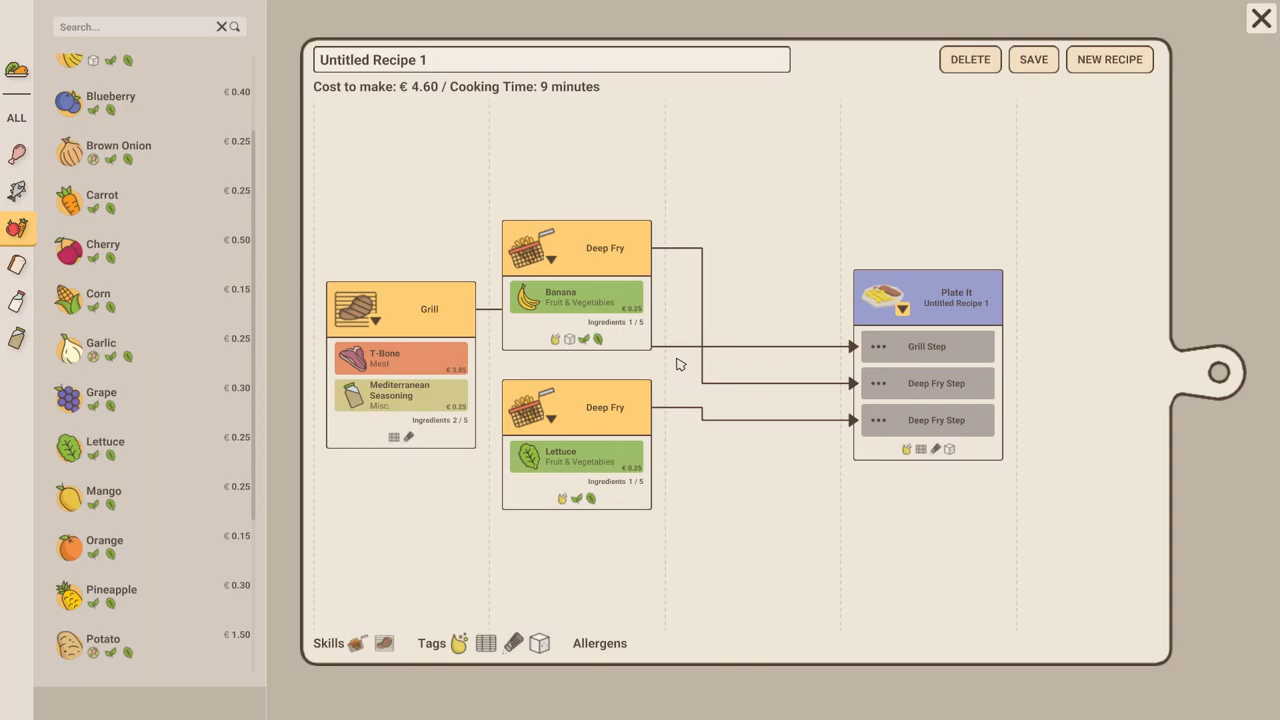 Search...
ALL
Blueberry
€ 0.40
Brown Onion
€ 0.25
Carrot
€ 0.25
Cherry
€ 0.50
Corn
€ 0.15
Garlic
€ 0.25
Grape
€ 0.30
Lettuce
€ 0.25
Mango
€ 0.25
Orange
€ 0.15
Pineapple
€ 0.30
Potato
€ 1.50
Untitled Recipe 1
DELETE
SAVE
NEW RECIPE
Cost to make: € 4.60 / Cooking Time: 9 minutes
Grill
T-Bone
Meat
€ 3.85
Mediterranean
Seasoning
Misc.
€ 0.25
Ingredients 2 / 5
Deep Fry
Banana
Fruit & Vegetables
€ 0.25
Ingredients 1 / 5
Deep Fry
Lettuce
Fruit & Vegetables
€ 0.25
Ingredients 1 / 5
Plate It
Untitled Recipe 1
Grill Step
Deep Fry Step
Deep Fry Step
Skills
Tags
Allergens